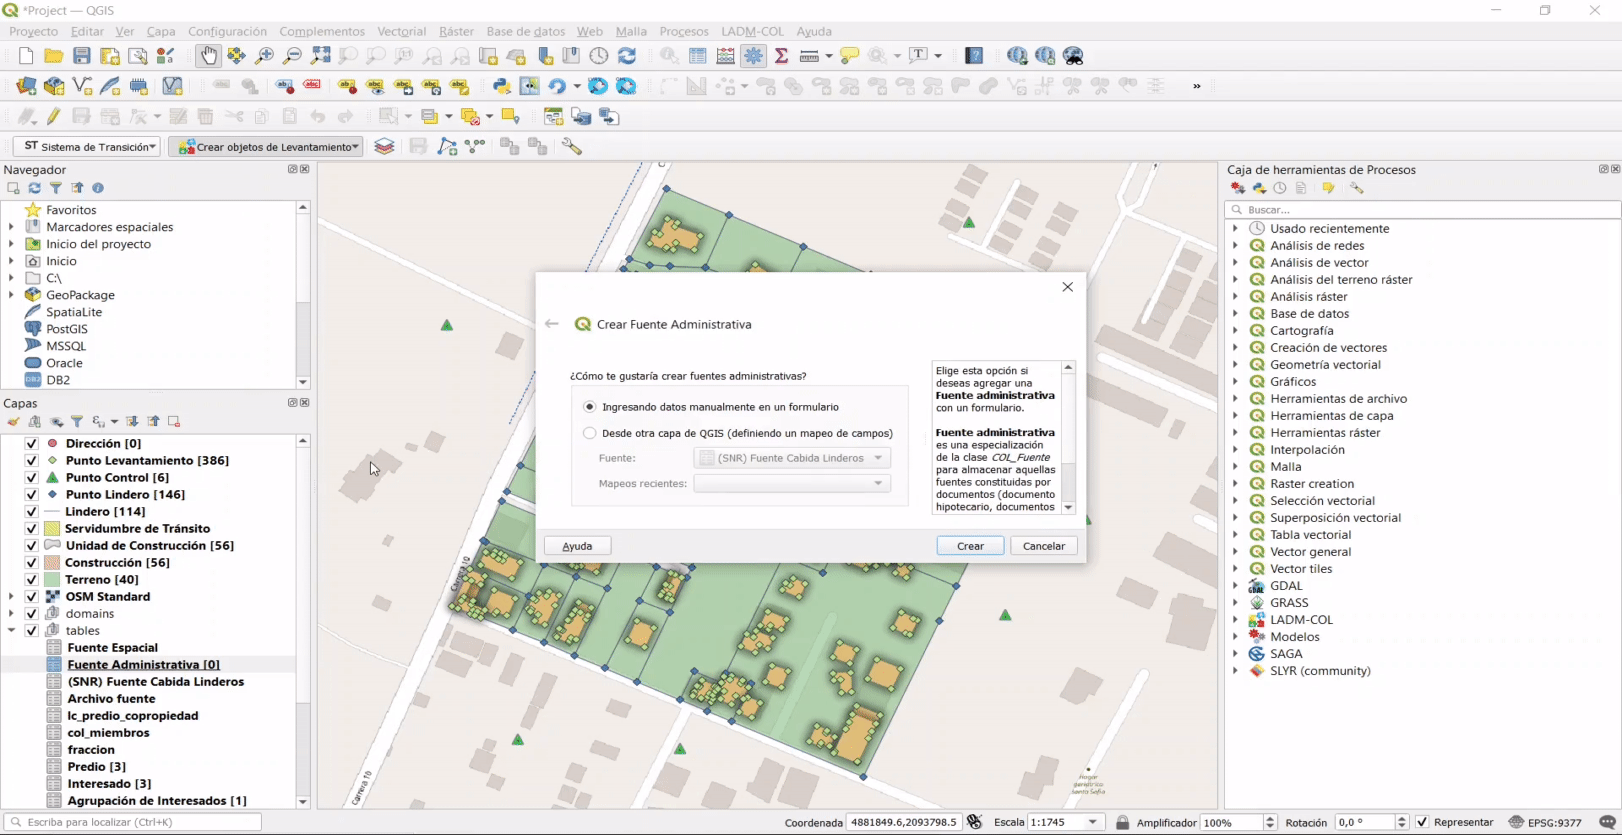 *Project — QGIS
Proyecto Editar Ver Capa Configuración Complementos Vectorial Ráster Base de datos Web Malla Procesos LADM-COL Ayuda
ST Sistema de Transición
Crear objetos de Levantamiento
Navegador
Favoritos
Marcadores espaciales
Inicio del proyecto
Inicio
C:\
GeoPackage
SpatiaLite
PostGIS
MSSQL
Oracle
DB2
Capas
Dirección [0]
Punto Levantamiento [386]
Punto Control [6]
Punto Lindero [146]
Lindero [114]
Servidumbre de Tránsito
Unidad de Construcción [56]
Construcción [56]
Terreno [40]
OSM Standard
domains
tables
Fuente Espacial
Fuente Administrativa [0]
(SNR) Fuente Cabida Linderos
Archivo fuente
lc_predio_copropiedad
col_miembros
fraccion
Predio [3]
Interesado [3]
Agrupación de Interesados [1]
Carrera 10
Carrera 10
Hogar
geriátrico
santa Sofia
Crear Fuente Administrativa
¿Cómo te gustaría crear fuentes administrativas?
Ingresando datos manualmente en un formulario
Desde otra capa de QGIS (definiendo un mapeo de campos)
Fuente: (SNR) Fuente Cabida Linderos
Mapeos recientes:
Elige esta opción si
deseas agregar una
Fuente administrativa
con un formulario.
Fuente administrativa
es una especialización
de la clase COL_Fuente
para almacenar aquellas
fuentes constituidas por
documentos (documento
hipotecario, documentos
Ayuda Crear Cancelar
Caja de herramientas de Procesos
Buscar...
Usado recientemente
Análisis de redes
Análisis de vector
Análisis del terreno ráster
Análisis ráster
Base de datos
Cartografía
Creación de vectores
Geometría vectorial
Gráficos
Herramientas de archivo
Herramientas de capa
Herramientas ráster
Interpolación
Malla
Raster creation
Selección vectorial
Superposición vectorial
Tabla vectorial
Vector general
Vector tiles
GDAL
GRASS
LADM-COL
Modelos
SAGA
SLYR (community)
Escriba para localizar (Ctrl+K)
Coordenada 4881849.6,2093798.5 Escala 1:1745 Amplificador 100% Rotación 0,0 ° Representar EPSG:9377